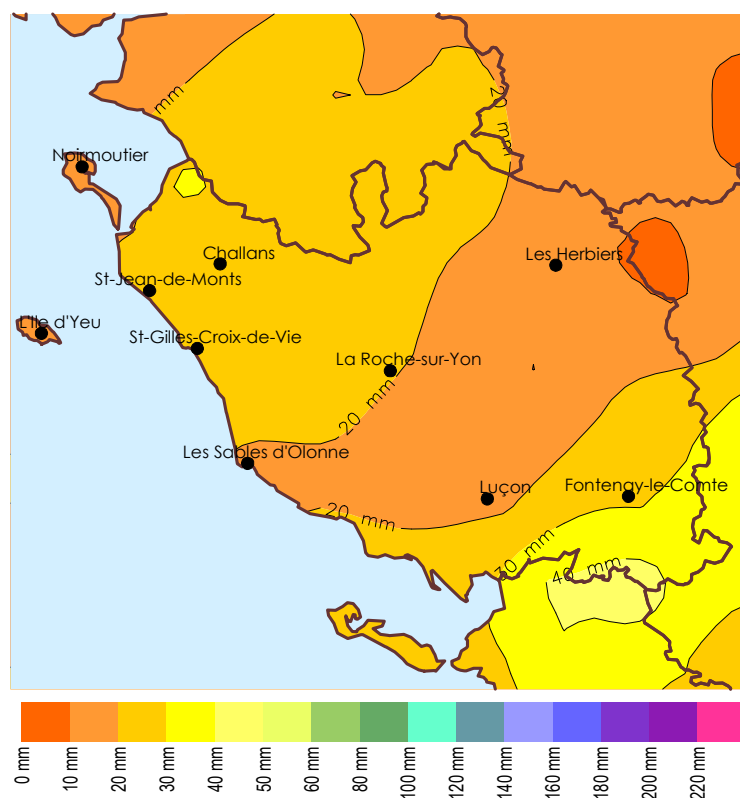 mm
20 mm
Noirmoutier
Challans
Les Herbiers
St-Jean-de-Monts
L'Ile d'Yeu
St-Gilles-Croix-de-Vie
La Roche-sur-Yon
20 mm
Les Sables d'Olonne
Luçon
Fontenay-le-Comte
20 mm
30 mm
40 mm
0 mm
10 mm
20 mm
30 mm
40 mm
50 mm
60 mm
80 mm
100 mm
120 mm
140 mm
160 mm
180 mm
200 mm
220 mm